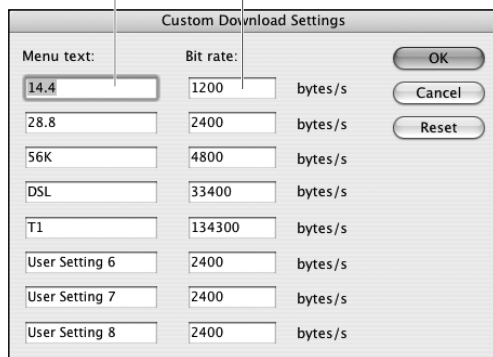 Custom Download Settings
Menu text: Bit rate: OK
14.4 1200 bytes/s Cancel
28.8 2400 bytes/s Reset
56K 4800 bytes/s
DSL 33400 bytes/s
T1 134300 bytes/s
User Setting 6 2400 bytes/s
User Setting 7 2400 bytes/s
User Setting 8 2400 bytes/s